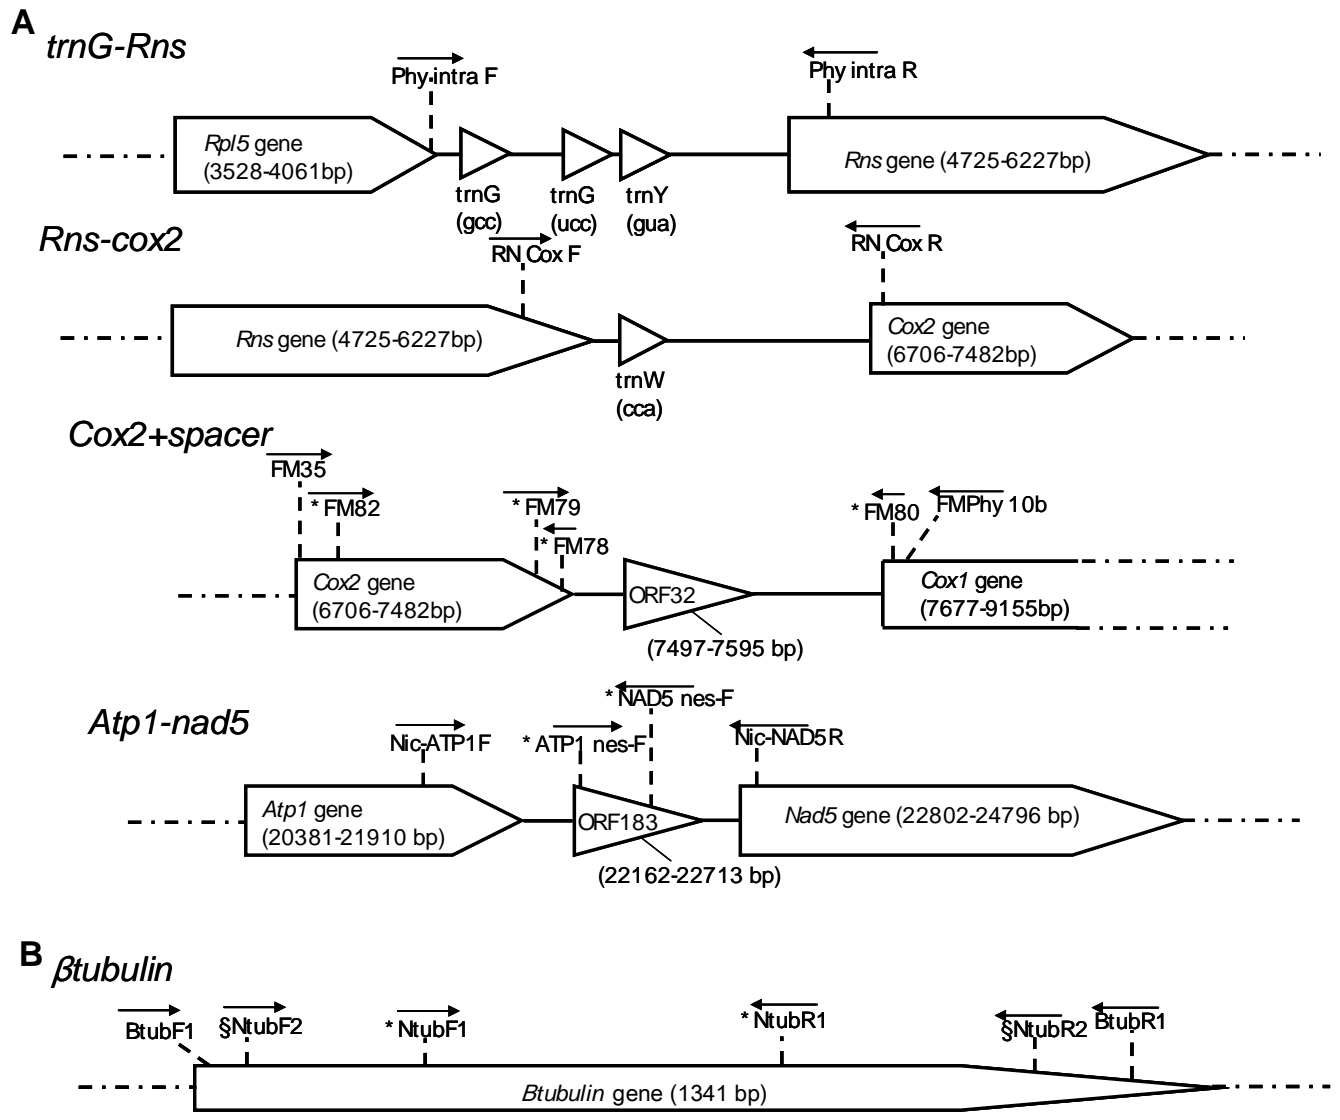 A
trnG-Rns
Phy intra F
Phy intra R
Rpl5 gene
(3528-4061bp)
Rns gene (4725-6227bp)
trnG
(gcc)
trnG
(ucc)
trnY
(gua)
Rns-cox2
RN Cox F
RN Cox R
Rns gene (4725-6227bp)
Cox2 gene
(6706-7482bp)
trnW
(cca)
Cox2+spacer
FM35
* FM82
* FM79
* FM78
* FM80
FMPhy 10b
Cox2 gene
(6706-7482bp)
ORF32
Cox1 gene
(7677-9155bp)
(7497-7595 bp)
Atp1-nad5
Nic-ATP1F
* ATP1 nes-F
* NAD5 nes-F
Nic-NAD5R
Atp1 gene
(20381-21910 bp)
ORF183
Nad5 gene (22802-24796 bp)
(22162-22713 bp)
B
βtubulin
BtubF1
§NtubF2
* NtubF1
* NtubR1
§NtubR2
BtubR1
Btubulin gene (1341 bp)